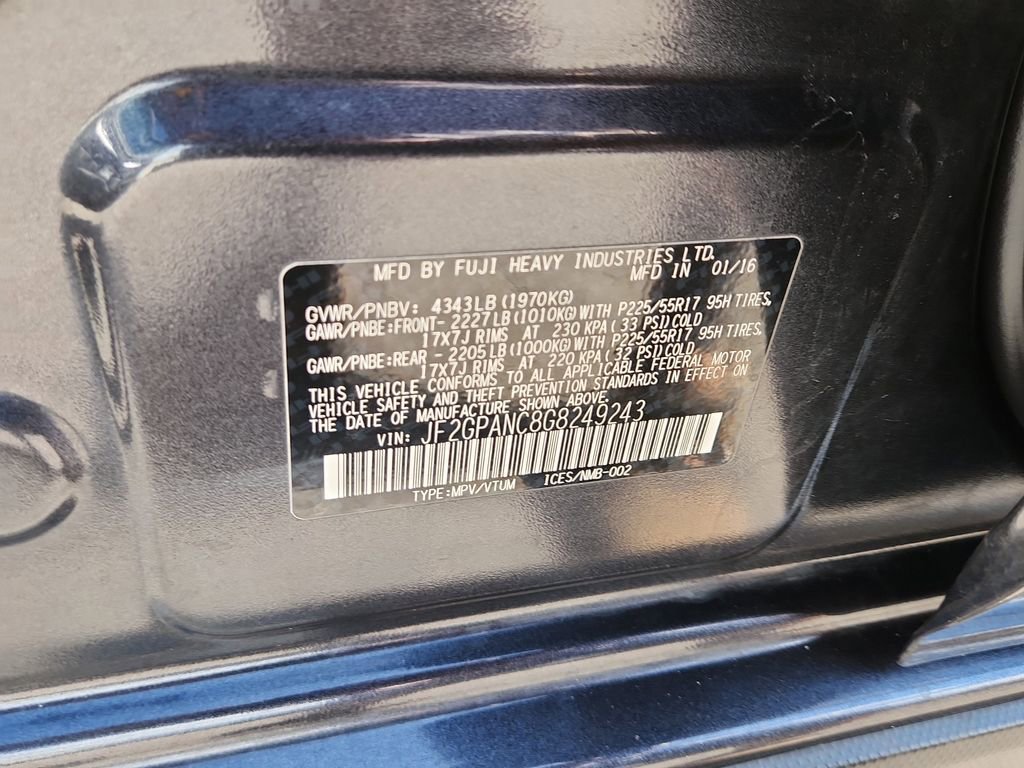 MFD BY FUJI HEAVY INDUSTRIES LTD.
MFD IN 01/16
GVWR/PNBV: 4343LB (1970KG)
GAWR/PNBE:FRONT- 2227LB (1010KG) WITH P225/55R17 95H TIRES,
17X7J RIMS AT 230 KPA (33 PSI) COLD
GAWR/PNBE:REAR - 2205LB (1000KG) WITH P225/55R17 95H TIRES,
17X7J RIMS AT 220 KPA (32 PSI) COLD
THIS VEHICLE CONFORMS TO ALL APPLICABLE FEDERAL MOTOR
VEHICLE SAFETY AND THEFT PREVENTION STANDARDS IN EFFECT ON
THE DATE OF MANUFACTURE SHOWN ABOVE.
VIN: JF2GPANC8G8249243
TYPE:MPV/VTUM ICES/NMB-002